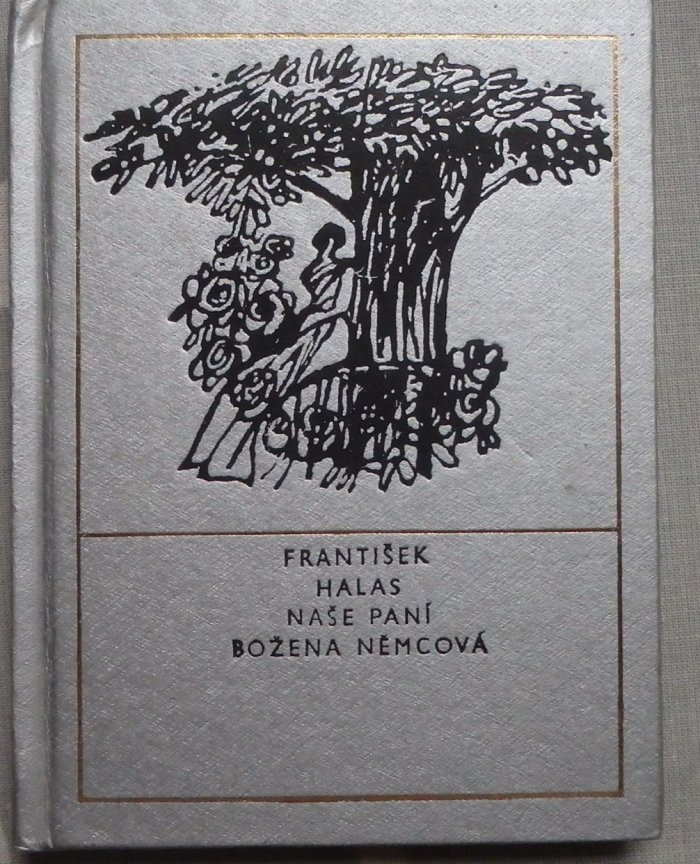 FRANTIŠEK
HALAS
NAŠE PANÍ
BOŽENA NĚMCOVÁ